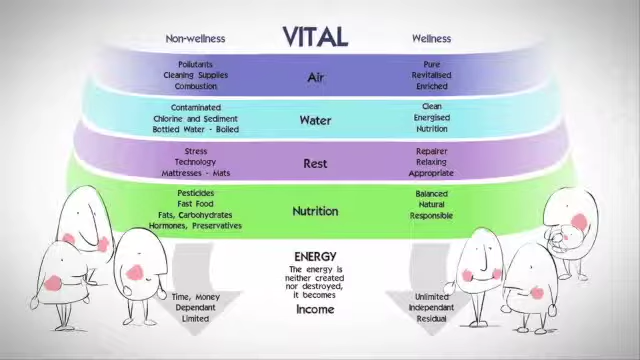 Non-wellness
VITAL
Wellness
Pollutants
Cleaning Supplies
Combustion
Air
Pure
Revitalised
Enriched
Contaminated
Chlorine and Sediment
Bottled Water - Boiled
Water
Clean
Energised
Nutrition
Stress
Technology
Mattresses - Mats
Rest
Repairer
Relaxing
Appropriate
Pesticides
Fast Food
Fats, Carbohydrates
Hormones, Preservatives
Nutrition
Balanced
Natural
Responsible
Time, Money
Dependant
Limited
ENERGY
The energy is
neither created
nor destroyed,
it becomes
Income
Unlimited
Independant
Residual